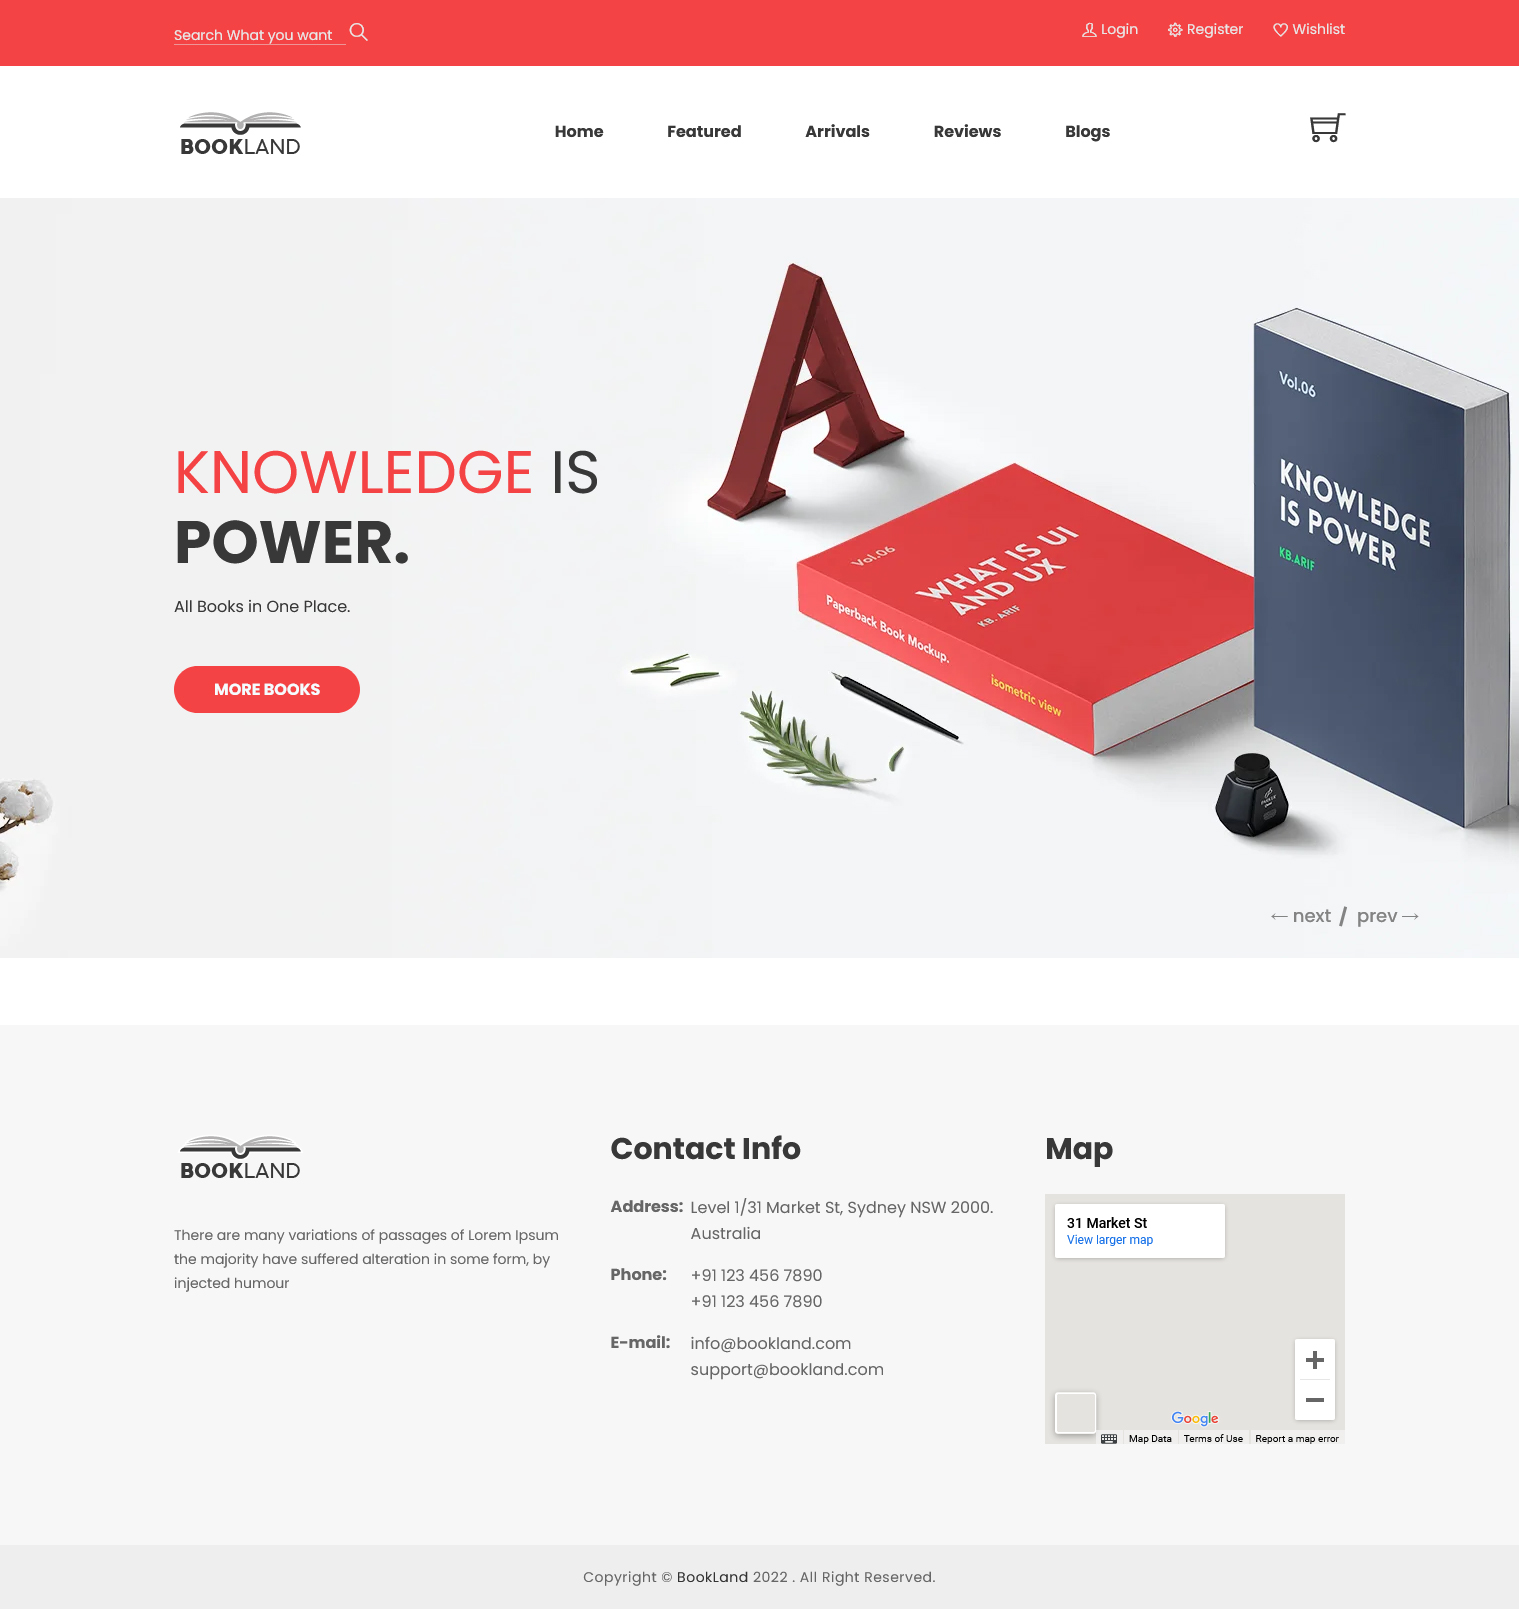 Search What you want
Login
Register
Wishlist
BOOKLAND
Home
Featured
Arrivals
Reviews
Blogs
KNOWLEDGE IS
POWER.
All Books in One Place.
MORE BOOKS
Vol.06
WHAT IS UI
AND UX
KB.ARIF
Paperback Book Mockup.
isometric view
Vol.06
KNOWLEDGE
IS POWER
KB.ARIF
← next / prev →
BOOKLAND
There are many variations of passages of Lorem Ipsum
the majority have suffered alteration in some form, by
injected humour
Contact Info
Address: Level 1/31 Market St, Sydney NSW 2000.
Australia
Phone: +91 123 456 7890
+91 123 456 7890
E-mail: info@bookland.com
support@bookland.com
Map
31 Market St
View larger map
Google
Map Data
Terms of Use
Report a map error
Copyright © BookLand 2022 . All Right Reserved.